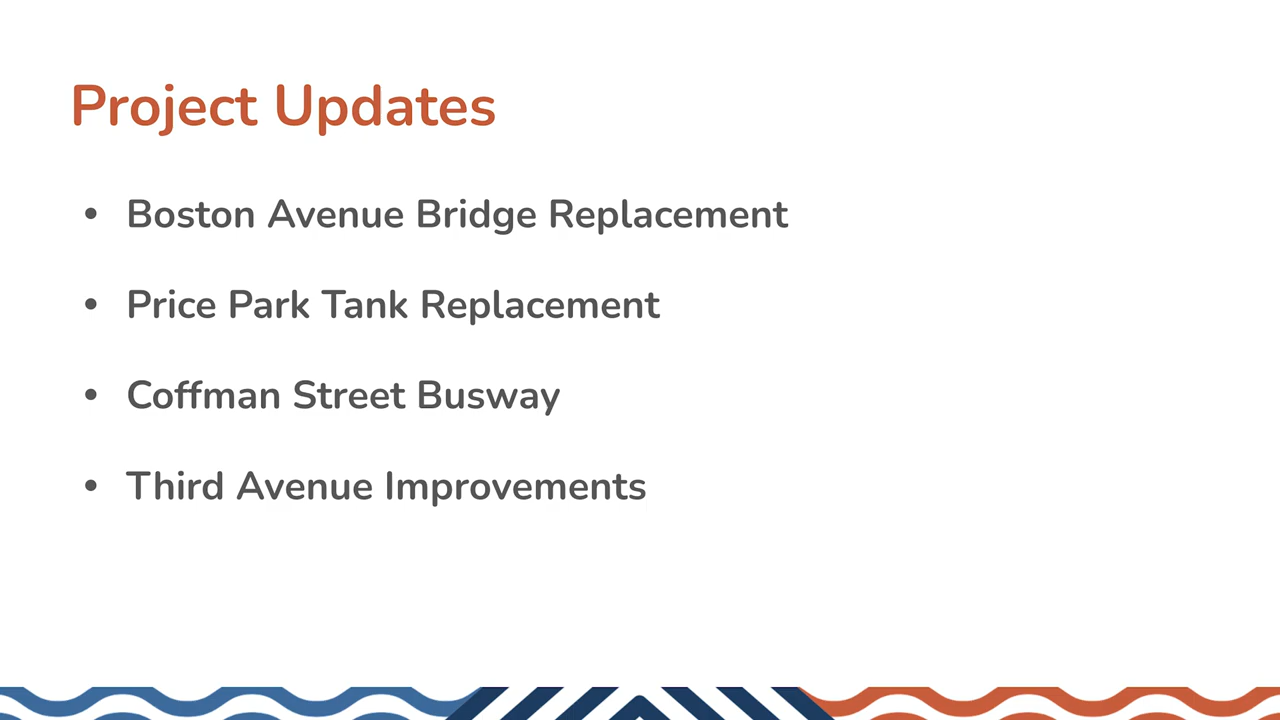 Project Updates
• Boston Avenue Bridge Replacement
• Price Park Tank Replacement
• Coffman Street Busway
• Third Avenue Improvements